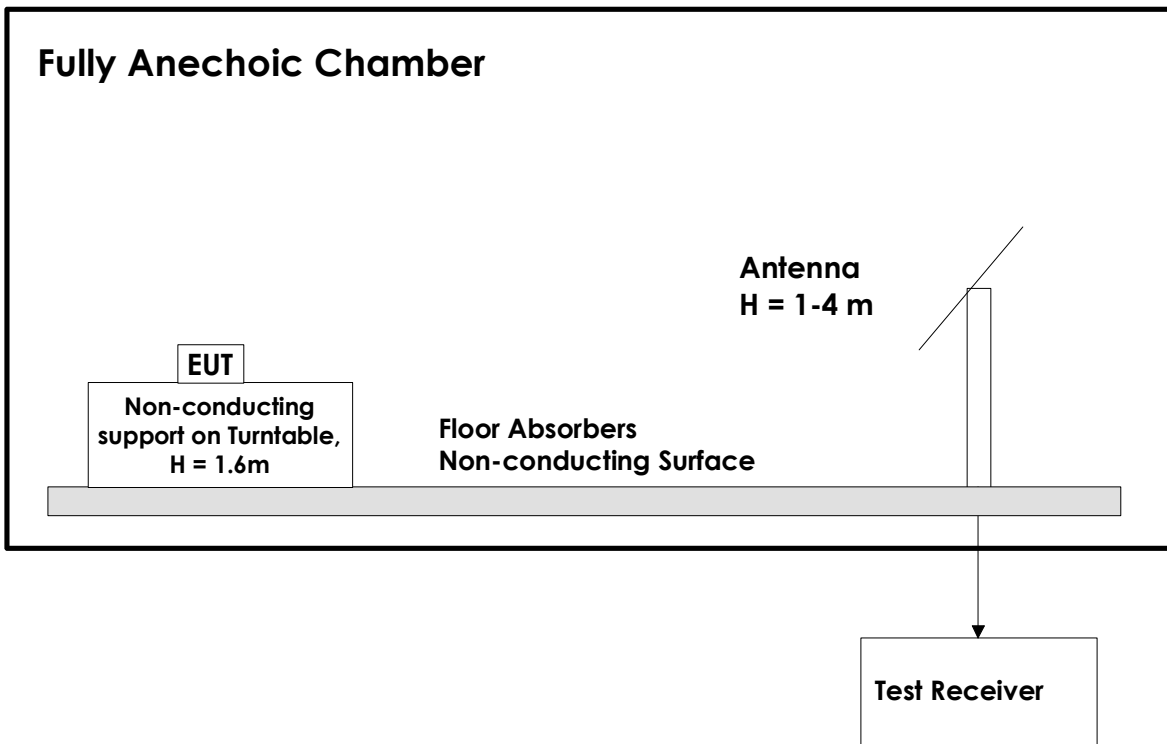 Fully Anechoic Chamber
Antenna
H = 1-4 m
EUT
Non-conducting
support on Turntable,
H = 1.6m
Floor Absorbers
Non-conducting Surface
Test Receiver